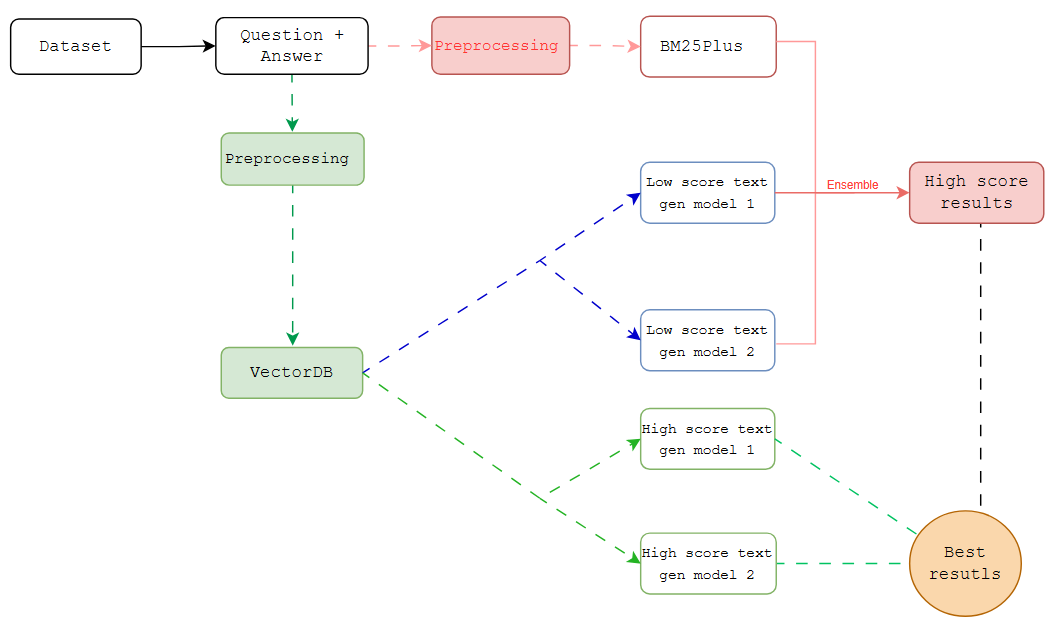 Dataset
Question +
Answer
Preprocessing
BM25Plus
Preprocessing
Low score text
gen model 1
Ensemble
High score
results
Low score text
gen model 2
VectorDB
High score text
gen model 1
High score text
gen model 2
Best
resutls